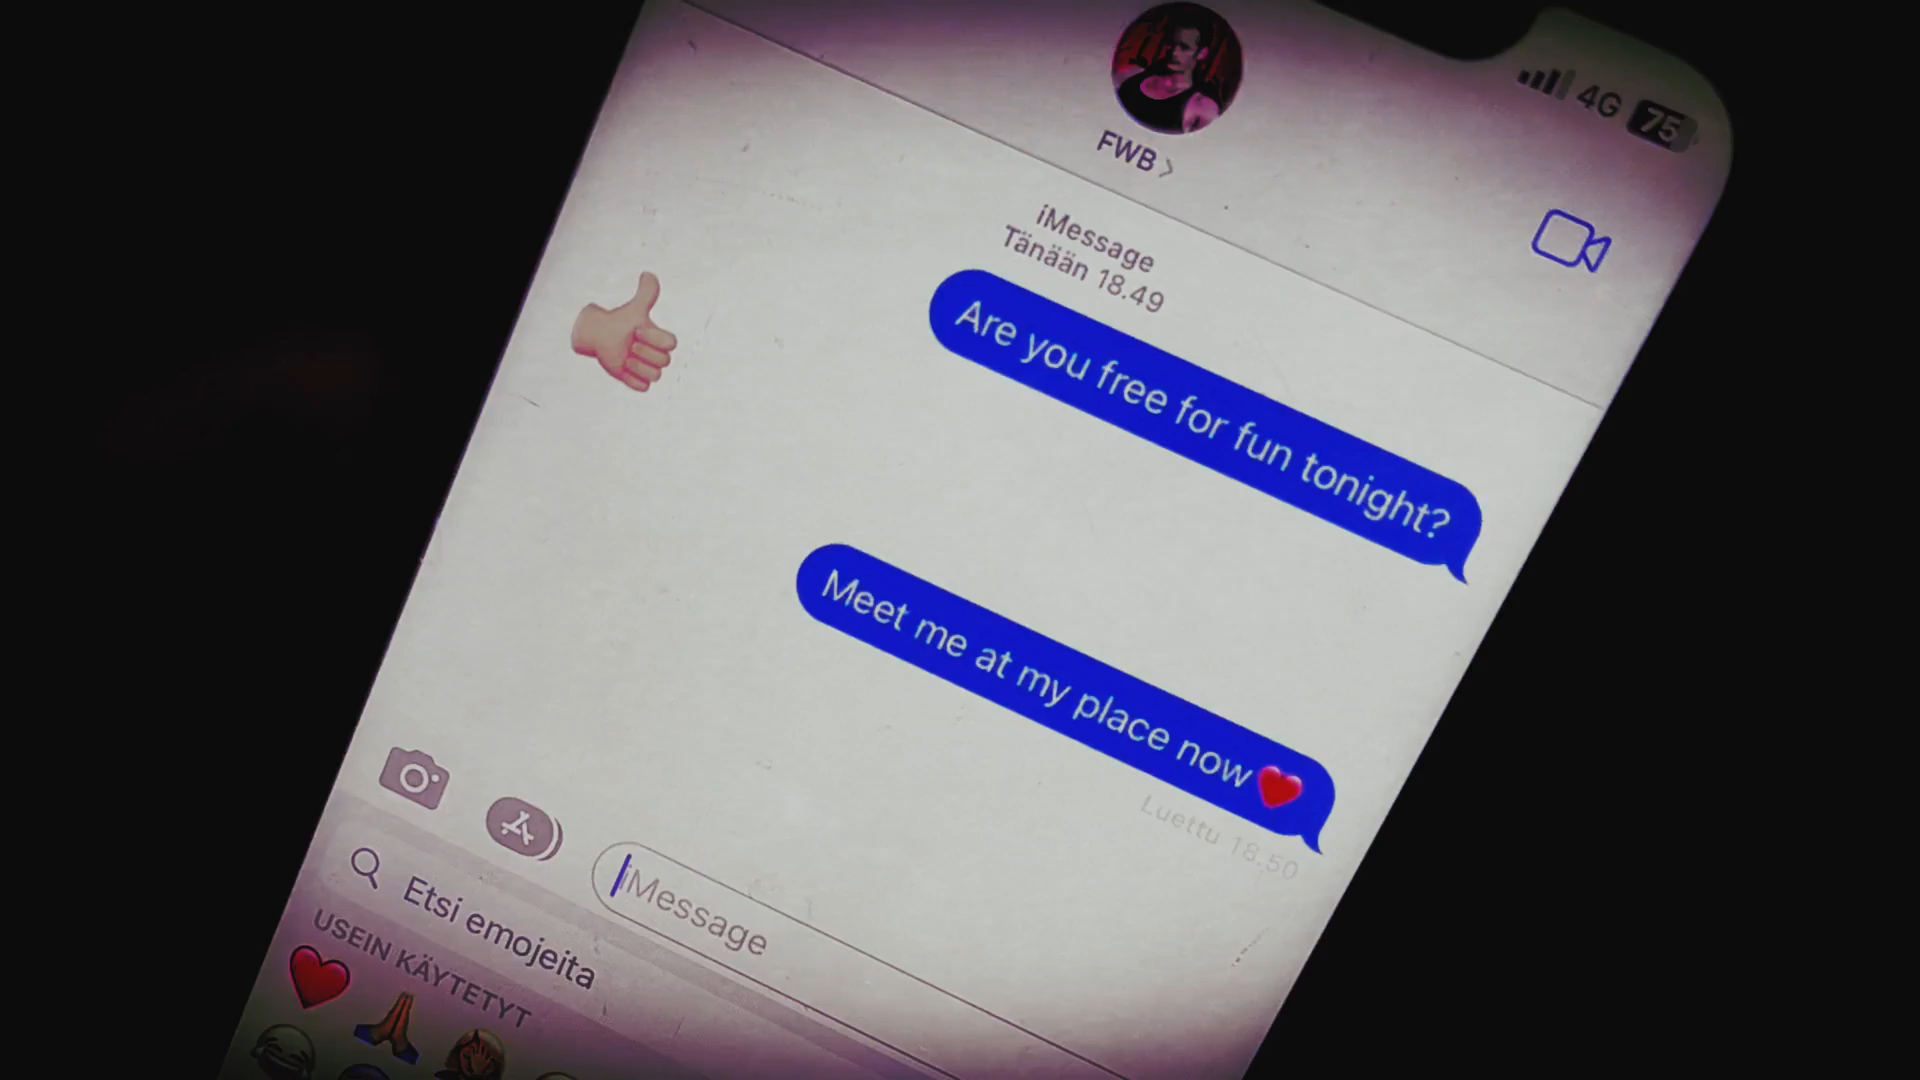 4G 75
FWB
iMessage
Tänään 18.49
Are you free for fun tonight?
Meet me at my place now
Luettu 18.50
iMessage
Etsi emojeita
USEIN KÄYTETYT